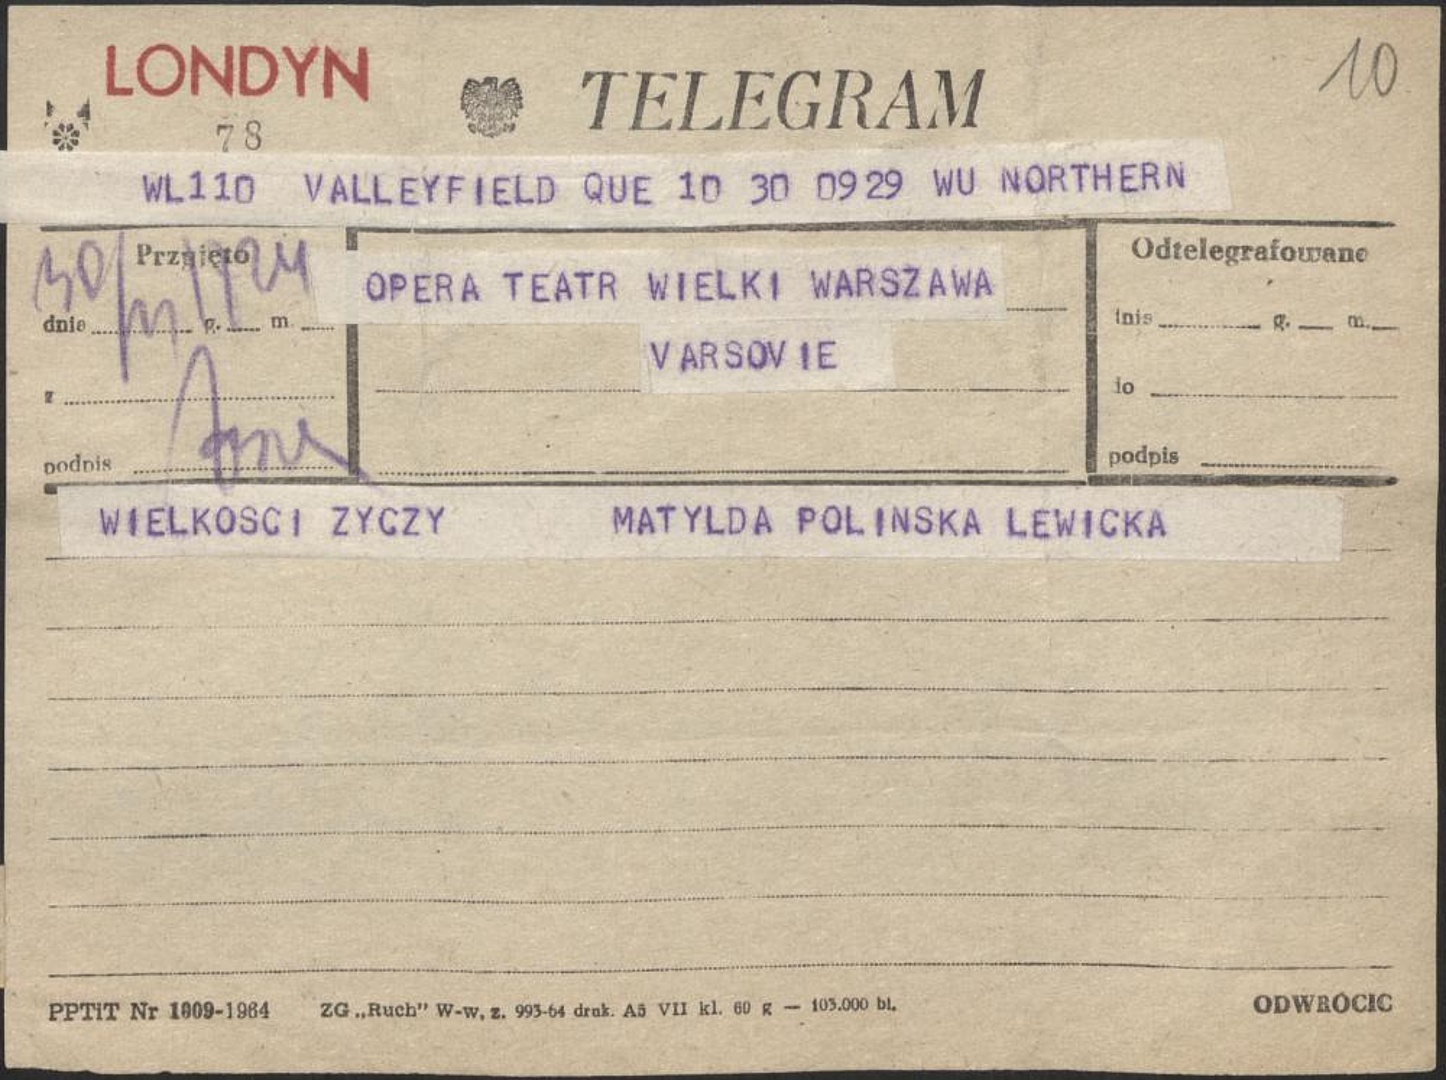 LONDYN
78
TELEGRAM
10
WL110 VALLEYFIELD QUE 10 30 0929 WU NORTHERN
Przyjęto
Odtelegrafowano
OPERA TEATR WIELKI WARSZAWA
VARSOVIE
dnia g. m.
z
podpis
dnia g. m.
do
podpis
WIELKOSCI ZYCZY MATYLDA POLINSKA LEWICKA
PPTiT Nr 1009-1964 ZG „Ruch” W-w, z. 993-64 druk. A5 VII kl. 60 g — 103.000 bl.
ODWRÓCIĆ